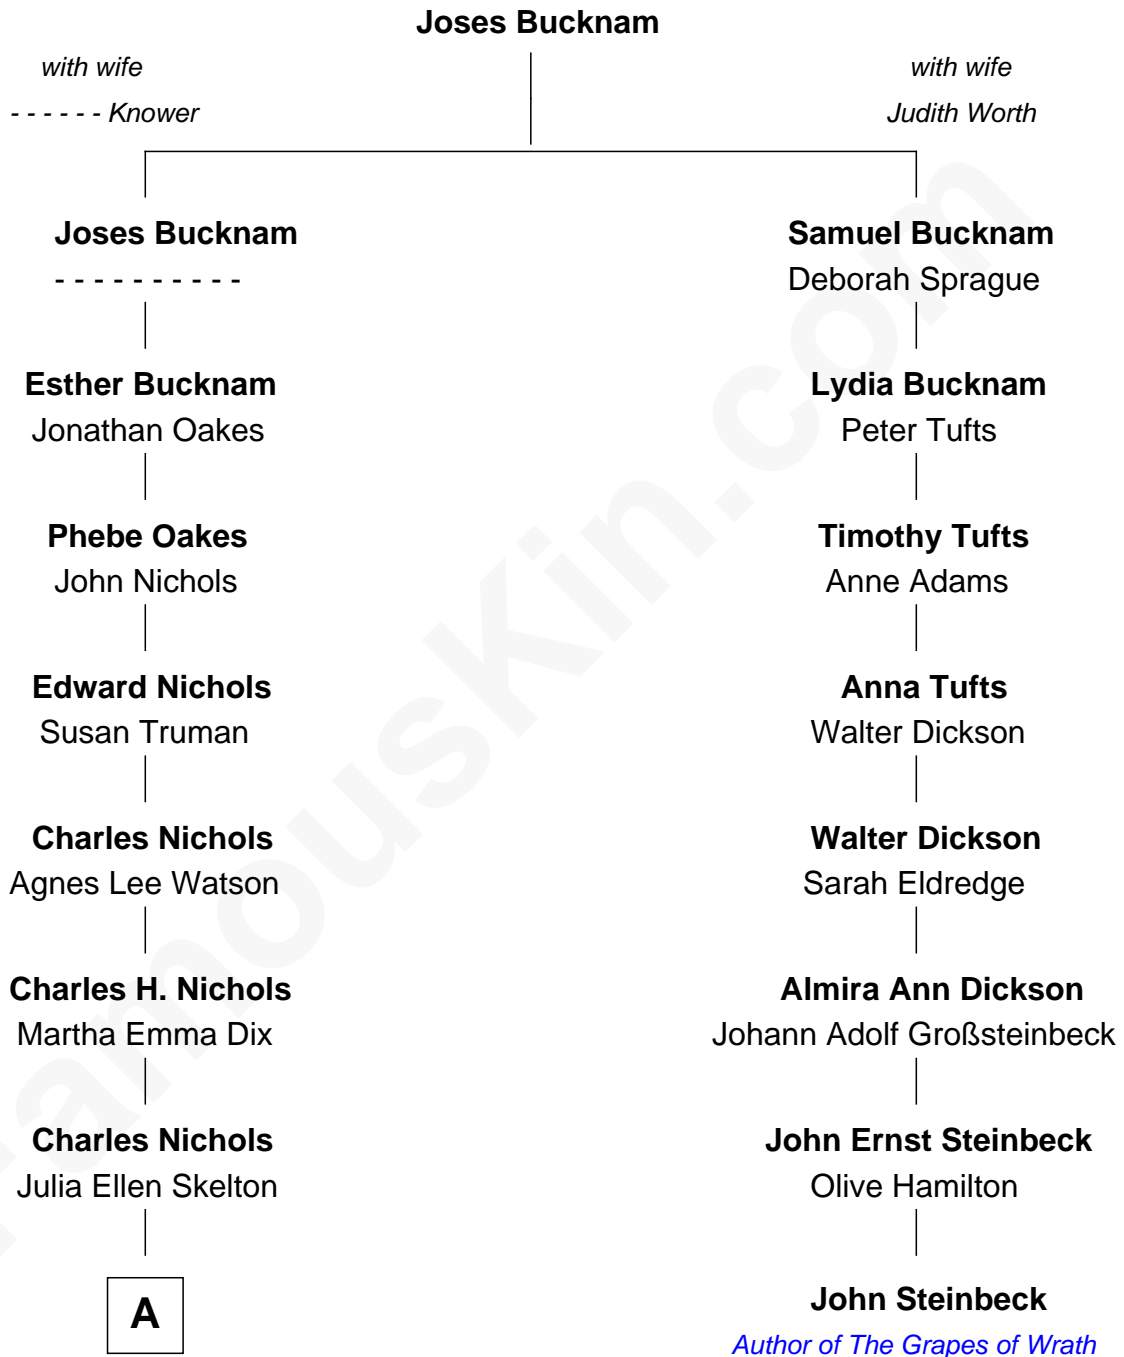 Joses Bucknam
with wife
- - - - - - Knower
with wife
Judith Worth
Joses Bucknam
- - - - - - - - - -
Samuel Bucknam
Deborah Sprague
Esther Bucknam
Jonathan Oakes
Lydia Bucknam
Peter Tufts
Phebe Oakes
John Nichols
Timothy Tufts
Anne Adams
Edward Nichols
Susan Truman
Anna Tufts
Walter Dickson
Charles Nichols
Agnes Lee Watson
Walter Dickson
Sarah Eldredge
Charles H. Nichols
Martha Emma Dix
Almira Ann Dickson
Johann Adolf Großsteinbeck
Charles Nichols
Julia Ellen Skelton
John Ernst Steinbeck
Olive Hamilton
A
John Steinbeck
Author of The Grapes of Wrath
FamousKin.com